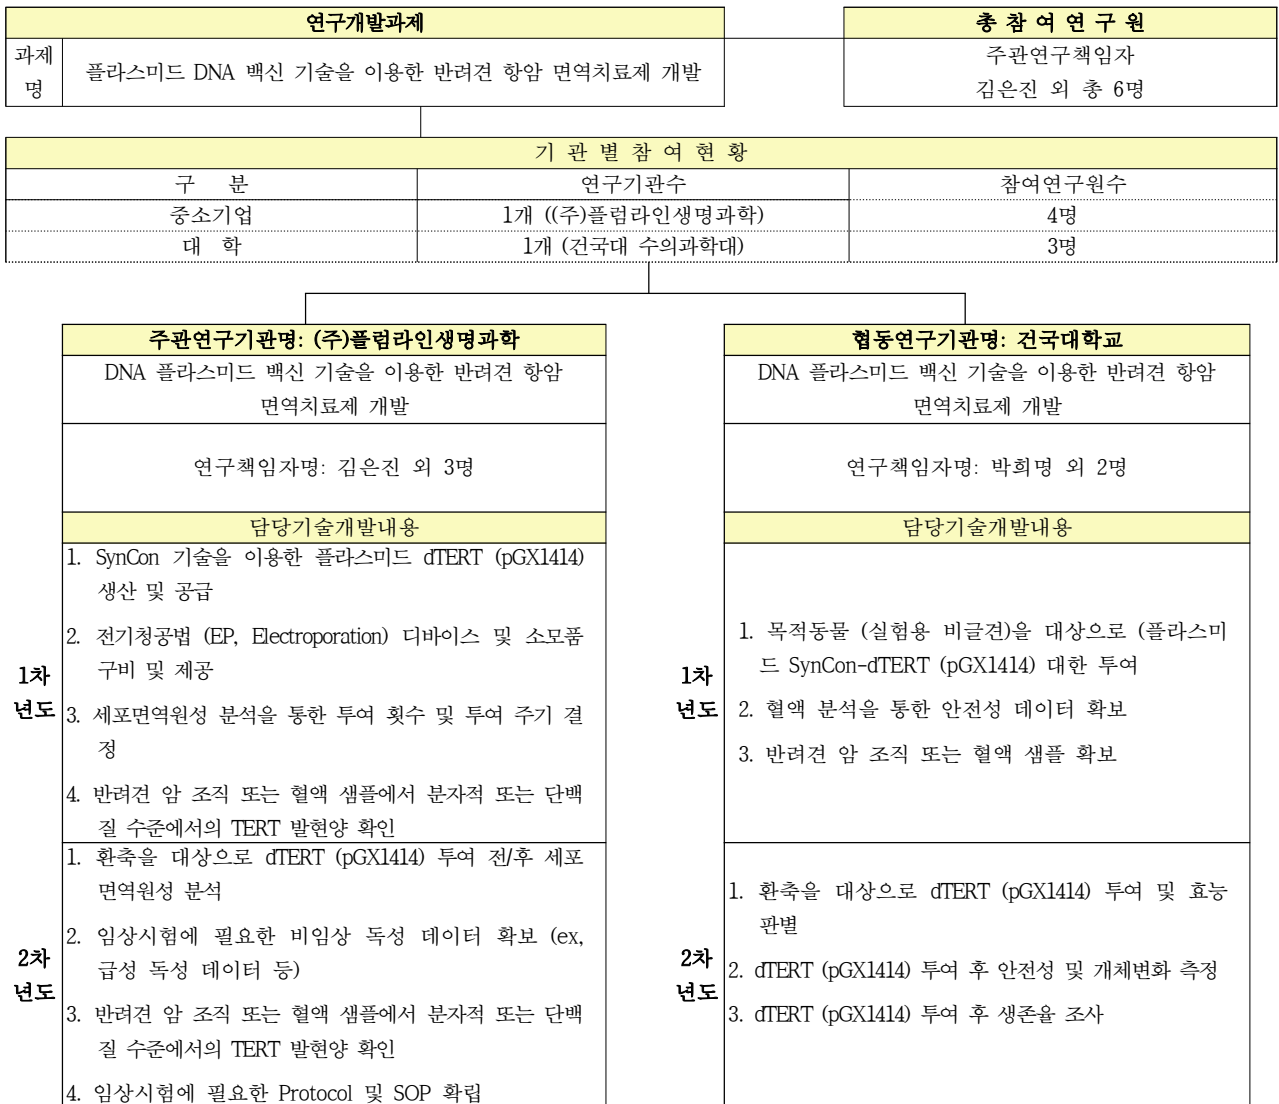 연구개발과제
총 참 여 연 구 원
과제
명
플라스미드 DNA 백신 기술을 이용한 반려견 항암 면역치료제 개발
주관연구책임자
김은진 외 총 6명
기 관 별 참 여 현 황
구 분
연구기관수
참여연구원수
중소기업
1개 ((주)플럼라인생명과학)
4명
대 학
1개 (건국대 수의과학대)
3명
주관연구기관명: (주)플럼라인생명과학
DNA 플라스미드 백신 기술을 이용한 반려견 항암
면역치료제 개발
연구책임자명: 김은진 외 3명
담당기술개발내용
1차
년도
1. SynCon 기술을 이용한 플라스미드 dTERT (pGX1414)
생산 및 공급
2. 전기청공법 (EP, Electroporation) 디바이스 및 소모품
구비 및 제공
3. 세포면역원성 분석을 통한 투여 횟수 및 투여 주기 결
정
4. 반려견 암 조직 또는 혈액 샘플에서 분자적 또는 단백
질 수준에서의 TERT 발현양 확인
2차
년도
1. 환축을 대상으로 dTERT (pGX1414) 투여 전/후 세포
면역원성 분석
2. 임상시험에 필요한 비임상 독성 데이터 확보 (ex,
급성 독성 데이터 등)
3. 반려견 암 조직 또는 혈액 샘플에서 분자적 또는 단백
질 수준에서의 TERT 발현양 확인
4. 임상시험에 필요한 Protocol 및 SOP 확립
협동연구기관명: 건국대학교
DNA 플라스미드 백신 기술을 이용한 반려견 항암
면역치료제 개발
연구책임자명: 박희명 외 2명
담당기술개발내용
1차
년도
1. 목적동물 (실험용 비글견)을 대상으로 (플라스미
드 SynCon-dTERT (pGX1414) 대한 투여
2. 혈액 분석을 통한 안전성 데이터 확보
3. 반려견 암 조직 또는 혈액 샘플 확보
2차
년도
1. 환축을 대상으로 dTERT (pGX1414) 투여 및 효능
판별
2. dTERT (pGX1414) 투여 후 안전성 및 개체변화 측정
3. dTERT (pGX1414) 투여 후 생존율 조사